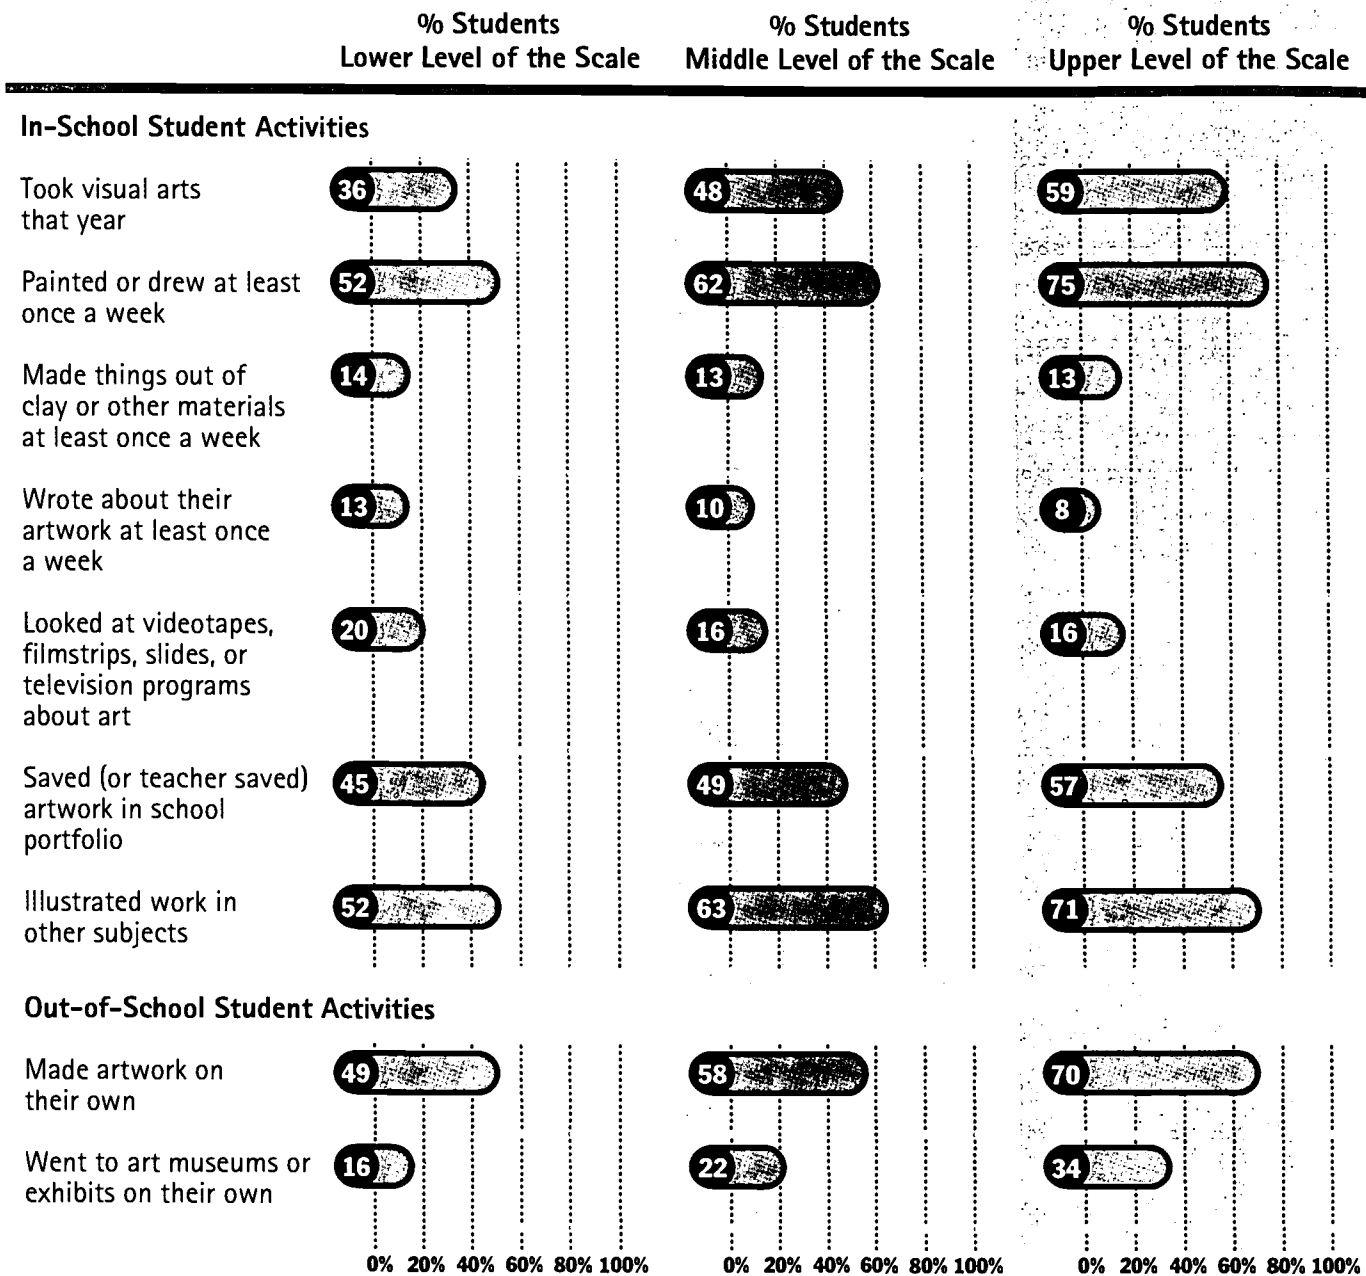 % Students
Lower Level of the Scale
% Students
Middle Level of the Scale
% Students
Upper Level of the Scale
In-School Student Activities
Took visual arts
that year
36
48
59
Painted or drew at least
once a week
52
62
75
Made things out of
clay or other materials
at least once a week
14
13
13
Wrote about their
artwork at least once
a week
13
10
8
Looked at videotapes,
filmstrips, slides, or
television programs
about art
20
16
16
Saved (or teacher saved)
artwork in school
portfolio
45
49
57
Illustrated work in
other subjects
52
63
71
Out-of-School Student Activities
Made artwork on
their own
49
58
70
Went to art museums or
exhibits on their own
16
22
34
0% 20% 40% 60% 80% 100%
0% 20% 40% 60% 80% 100%
0% 20% 40% 60% 80% 100%